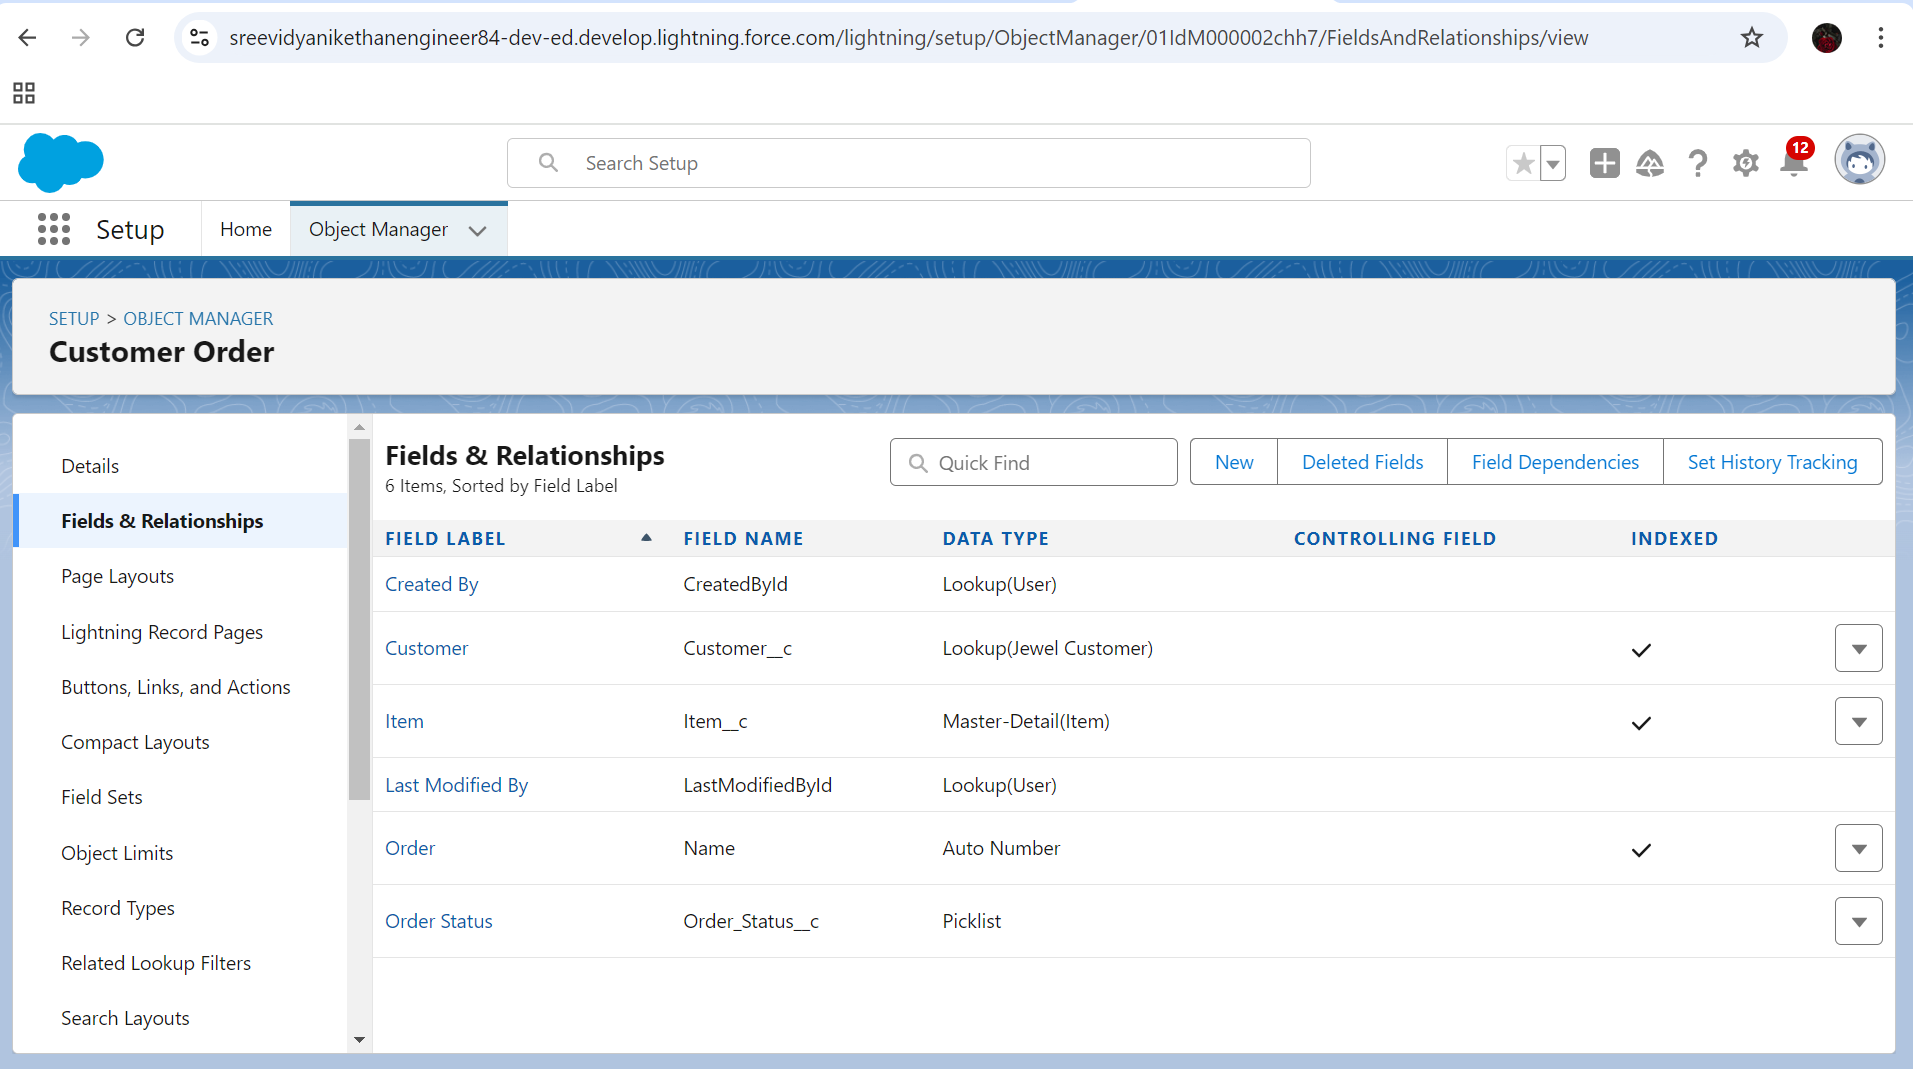 sreevidyanikethanengineer84-dev-ed.develop.lightning.force.com/lightning/setup/ObjectManager/01IdM000002chh7/FieldsAndRelationships/view
Search Setup
12
Setup
Home
Object Manager
SETUP > OBJECT MANAGER
Customer Order
Details
Fields & Relationships
Page Layouts
Lightning Record Pages
Buttons, Links, and Actions
Compact Layouts
Field Sets
Object Limits
Record Types
Related Lookup Filters
Search Layouts
Fields & Relationships
6 Items, Sorted by Field Label
Quick Find
New
Deleted Fields
Field Dependencies
Set History Tracking
FIELD LABEL FIELD NAME DATA TYPE CONTROLLING FIELD INDEXED
Created By CreatedById Lookup(User)
Customer Customer__c Lookup(Jewel Customer)
Item Item__c Master-Detail(Item)
Last Modified By LastModifiedById Lookup(User)
Order Name Auto Number
Order Status Order_Status__c Picklist